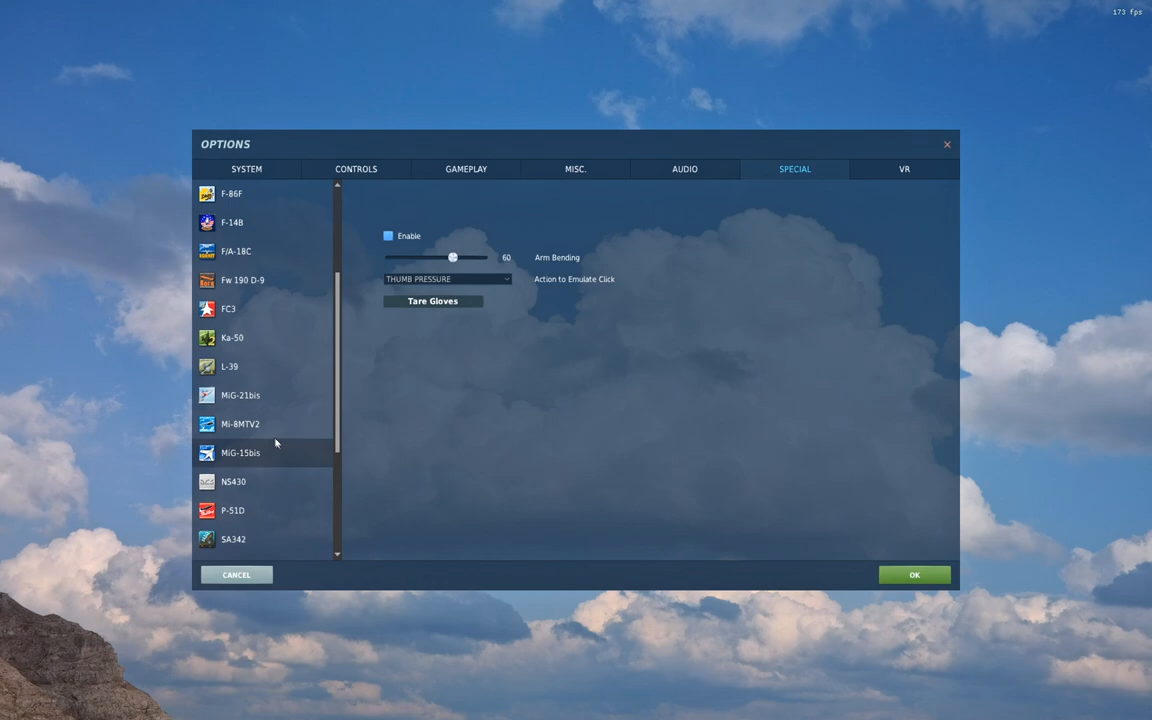 173 fps
OPTIONS
SYSTEM CONTROLS GAMEPLAY MISC. AUDIO SPECIAL VR
F-86F
F-14B
F/A-18C
Fw 190 D-9
FC3
Ka-50
L-39
MiG-21bis
Mi-8MTV2
MiG-15bis
NS430
P-51D
SA342
Enable
60 Arm Bending
THUMB PRESSURE Action to Emulate Click
Tare Gloves
CANCEL OK